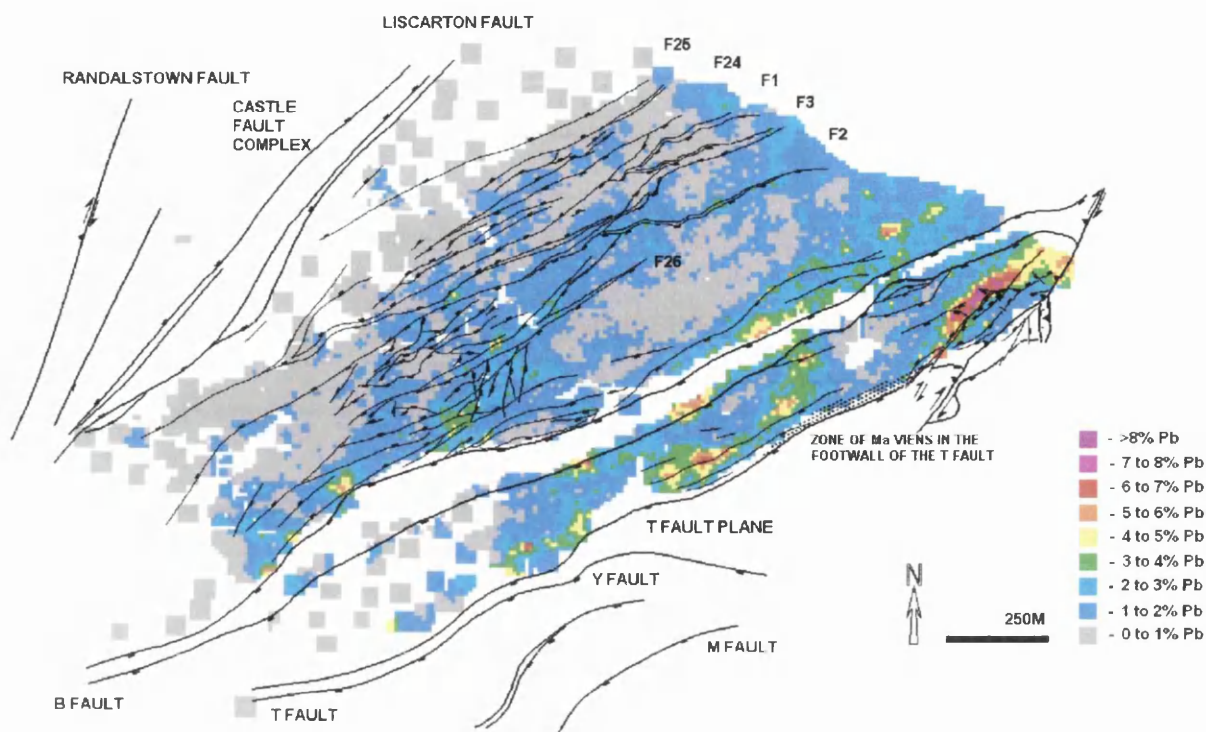 LISCARTON FAULT
F25
F24
F1
F3
F2
RANDALSTOWN FAULT
CASTLE
FAULT
COMPLEX
F26
ZONE OF Ma VIENS IN THE
FOOTWALL OF THE T FAULT
T FAULT PLANE
Y FAULT
M FAULT
B FAULT
T FAULT
N
250M
- >8% Pb
- 7 to 8% Pb
- 6 to 7% Pb
- 5 to 6% Pb
- 4 to 5% Pb
- 3 to 4% Pb
- 2 to 3% Pb
- 1 to 2% Pb
- 0 to 1% Pb